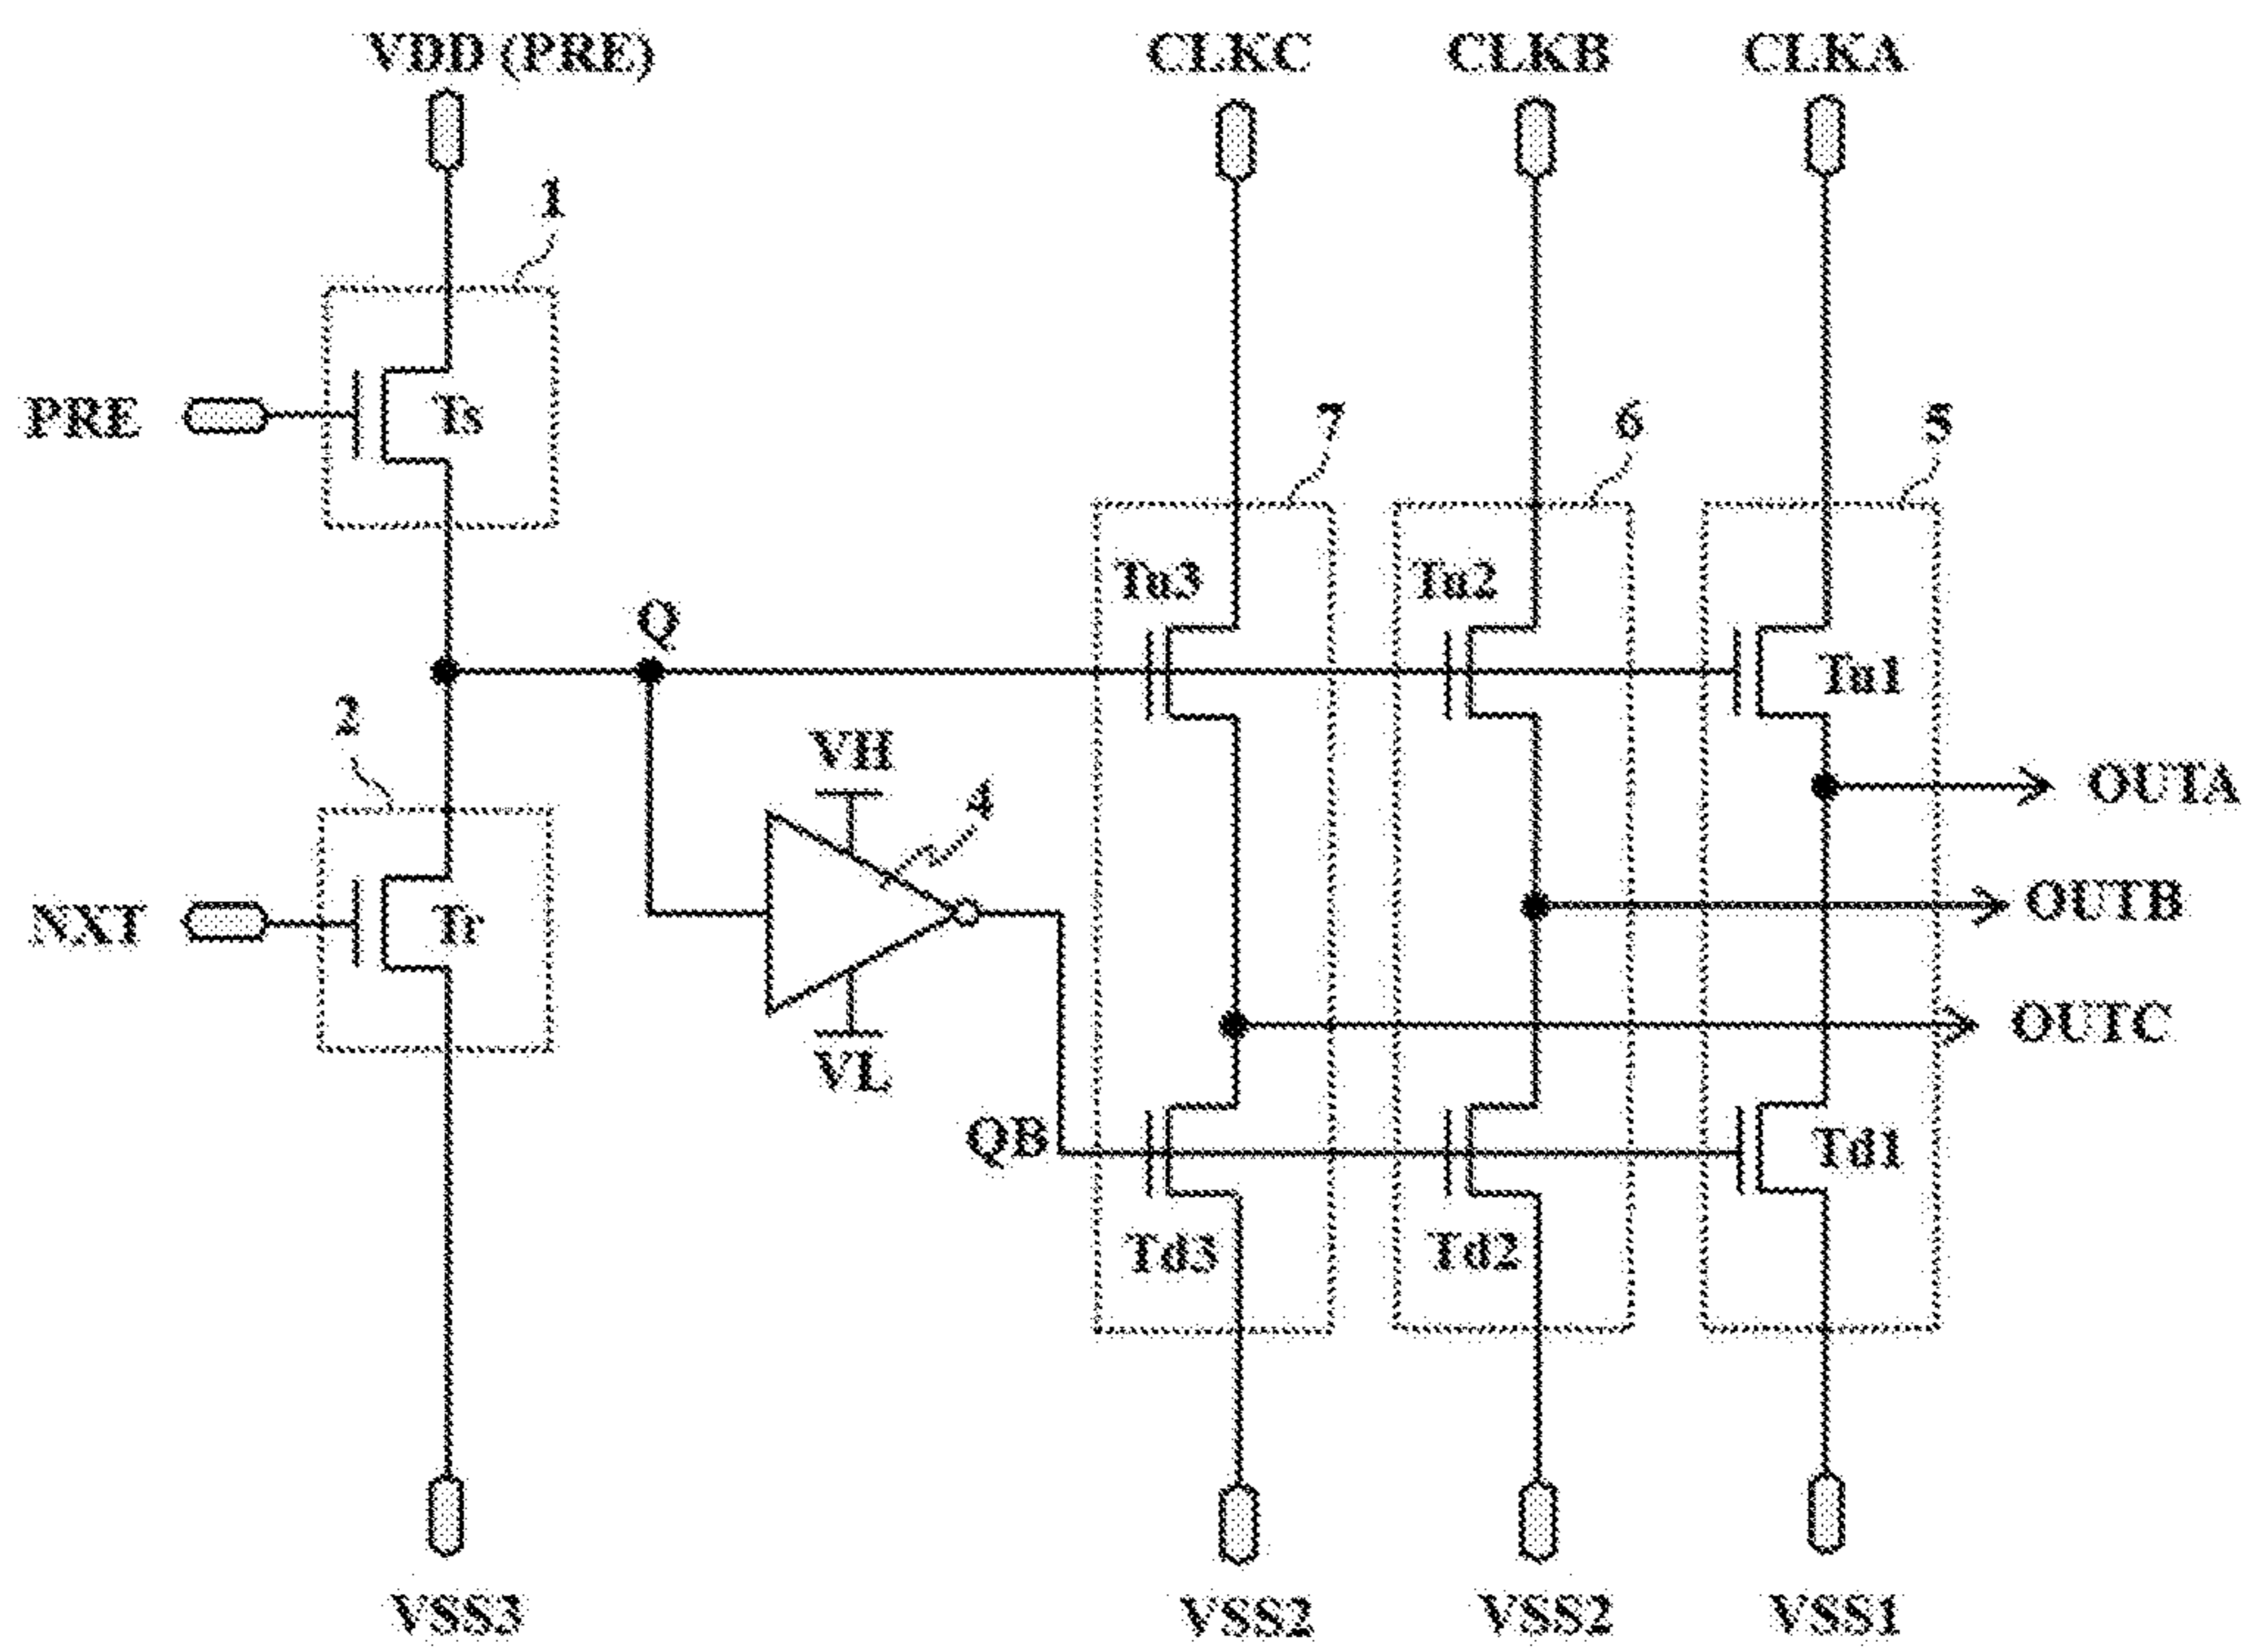 VDD (PRE)
CLKC
CLKB
CLKA
1
PRE
Ts
7
6
5
Tu3
Tu2
Tu1
Q
2
VH
4
OUTA
NXT
Tr
OUTB
OUTC
VL
QB
Td1
Td3
Td2
VSS3
VSS2
VSS2
VSS1